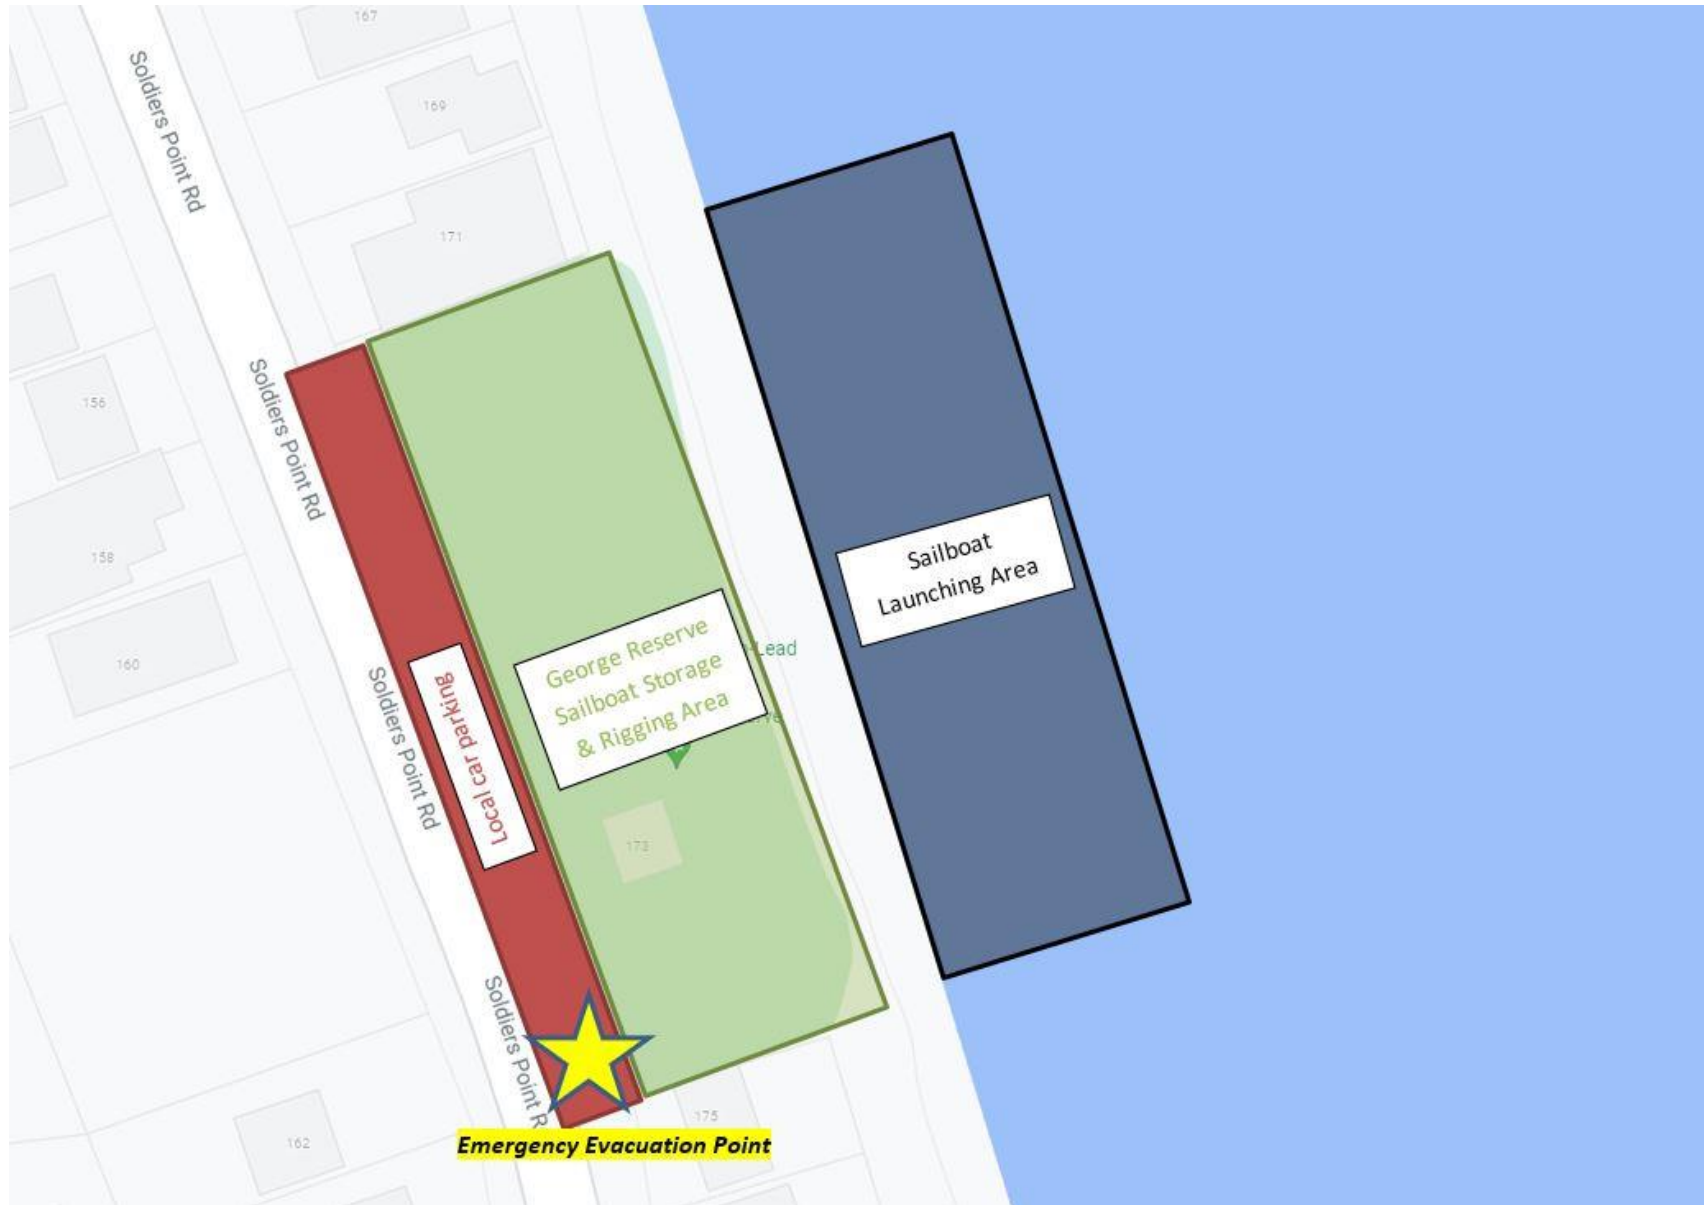 167
Soldiers Point Rd
169
171
Soldiers Point Rd
156
158
Sailboat
Launching Area
George Reserve
Sailboat Storage
& Rigging Area
Lead
160
Local car parking
Soldiers Point Rd
173
Soldiers Point R
175
162
Emergency Evacuation Point